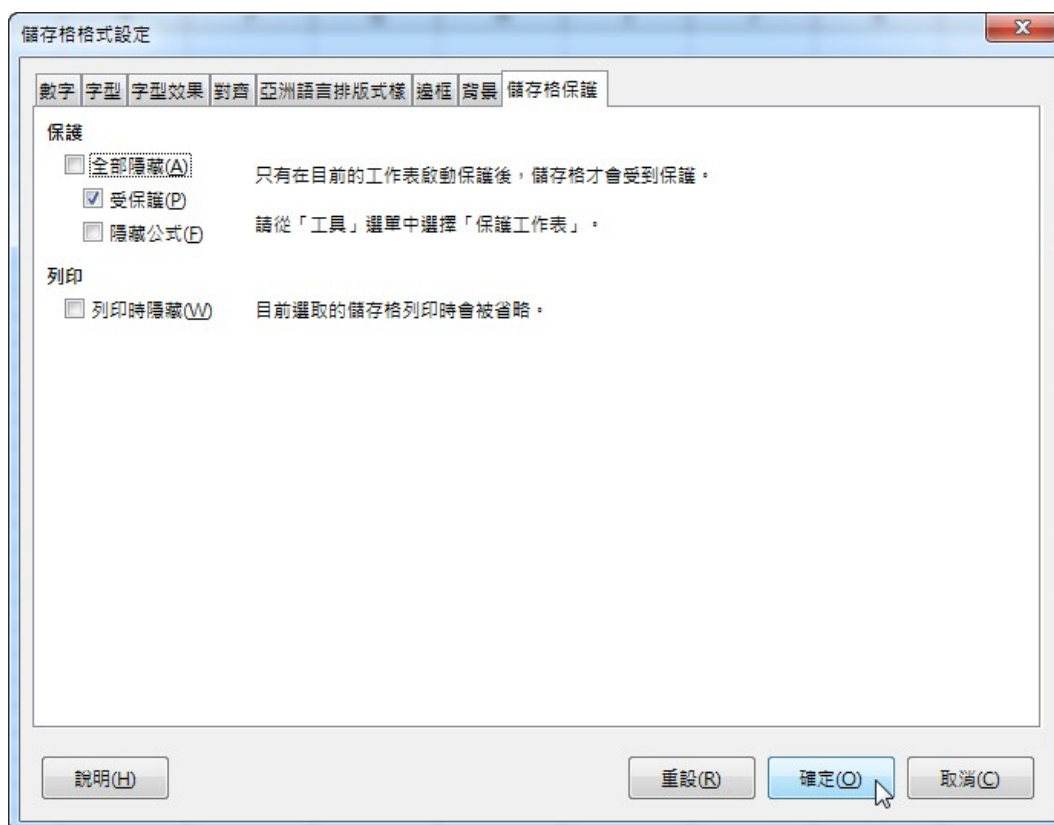 儲存格格式設定
數字 字型 字型效果 對齊 亞洲語言排版式樣 邊框 背景 儲存格保護
保護
全部隱藏(A)
只有在目前的工作表啟動保護後，儲存格才會受到保護。
受保護(P)
請從「工具」選單中選擇「保護工作表」。
隱藏公式(F)
列印
列印時隱藏(W) 目前選取的儲存格列印時會被省略。
說明(H) 重設(R) 確定(O) 取消(C)